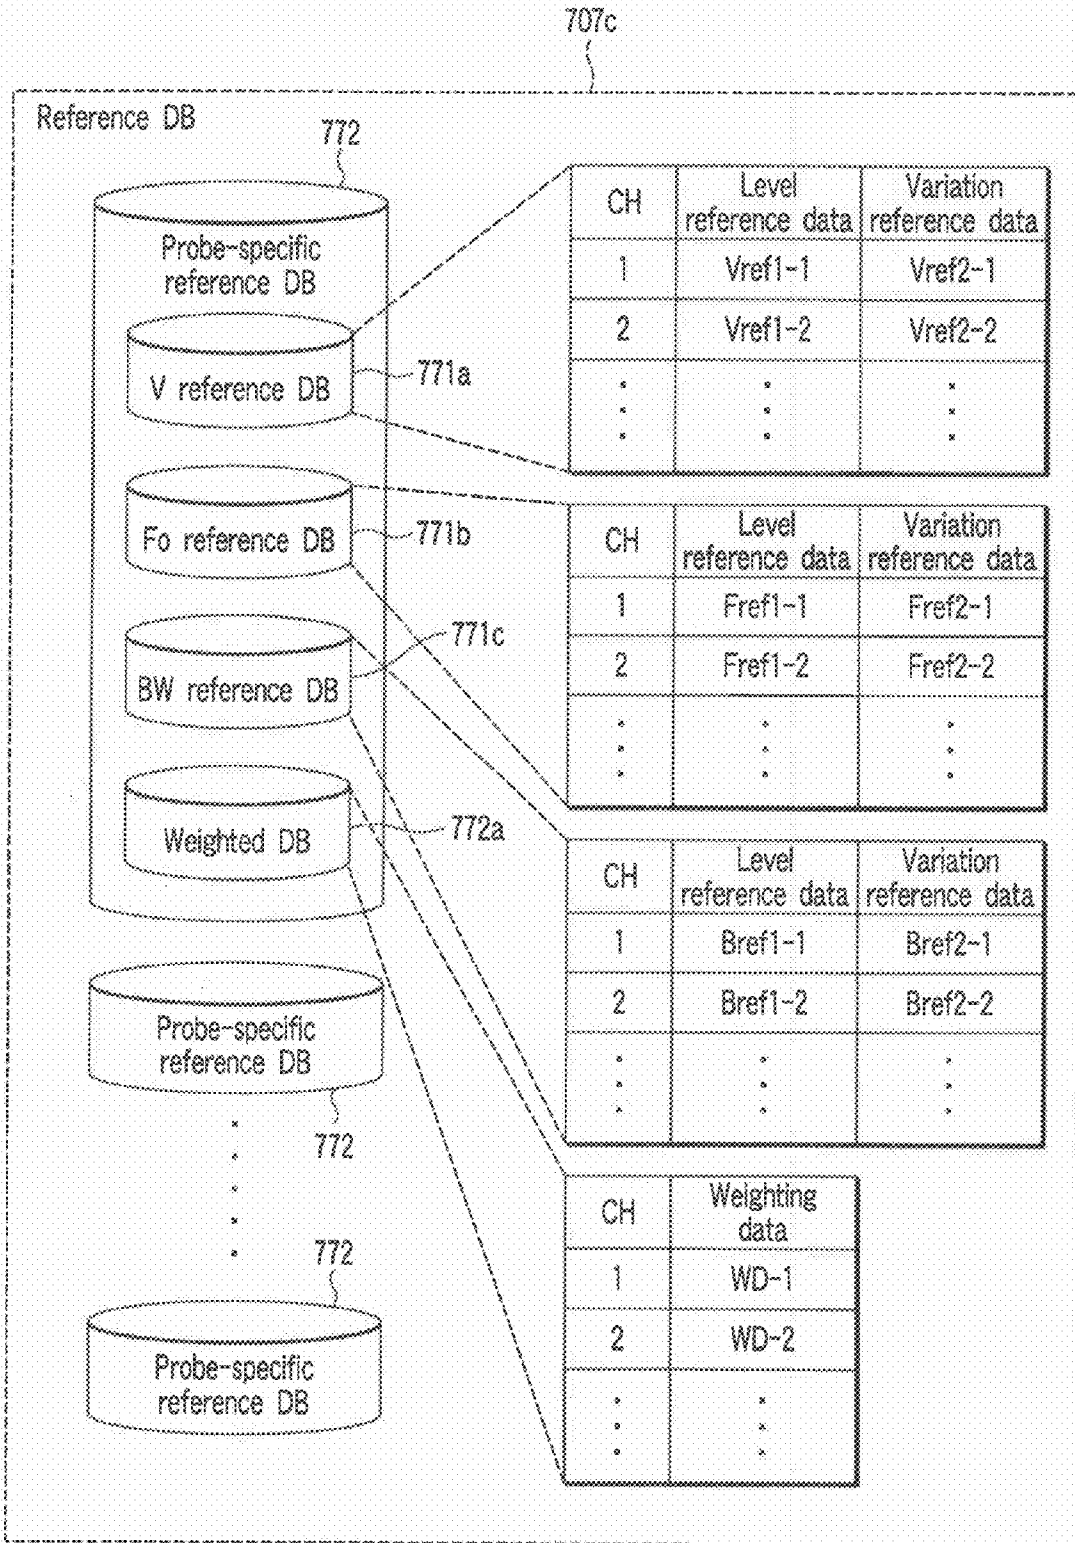 707c
Reference DB
772
Probe-specific
reference DB
V reference DB
771a
Fo reference DB
771b
BW reference DB
771c
Weighted DB
772a
Probe-specific
reference DB
772
772
Probe-specific
reference DB
CH Level reference data Variation reference data
1 Vref1-1 Vref2-1
2 Vref1-2 Vref2-2
CH Level reference data Variation reference data
1 Fref1-1 Fref2-1
2 Fref1-2 Fref2-2
CH Level reference data Variation reference data
1 Bref1-1 Bref2-1
2 Bref1-2 Bref2-2
CH Weighting data
1 WD-1
2 WD-2